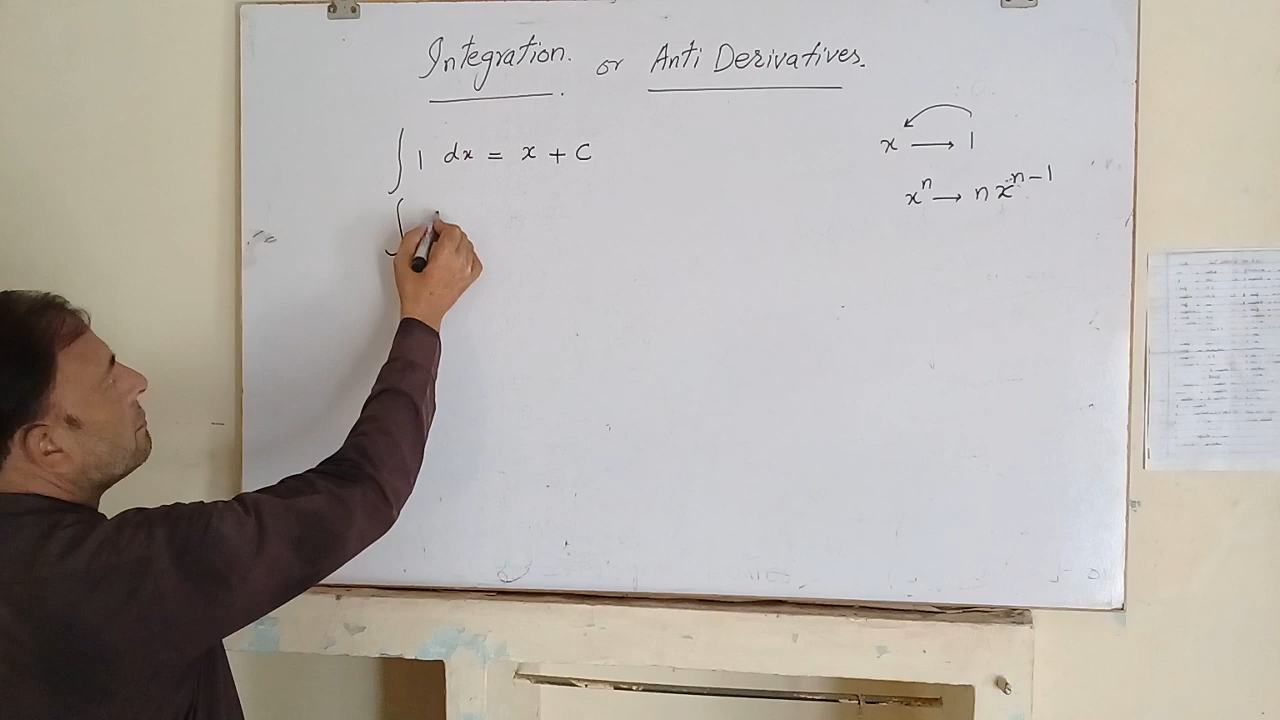 Integration. or Anti Derivatives.
∫ 1 dx = x + C
∫
x ⟶ 1
xⁿ ⟶ n xⁿ⁻¹